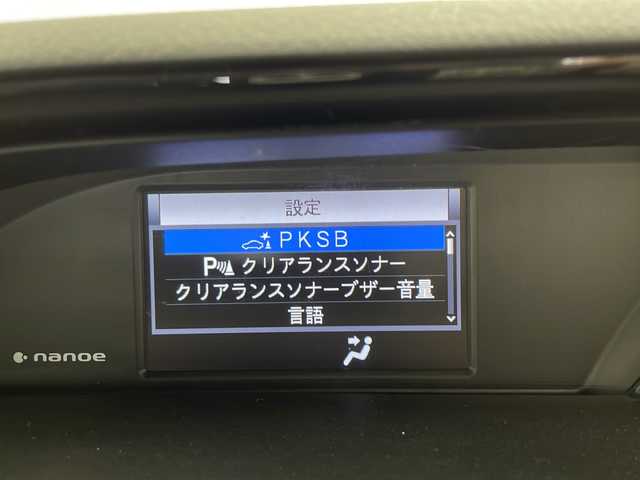 設定
PKSB
P クリアランスソナー
クリアランスソナーブザー音量
言語
nanoe